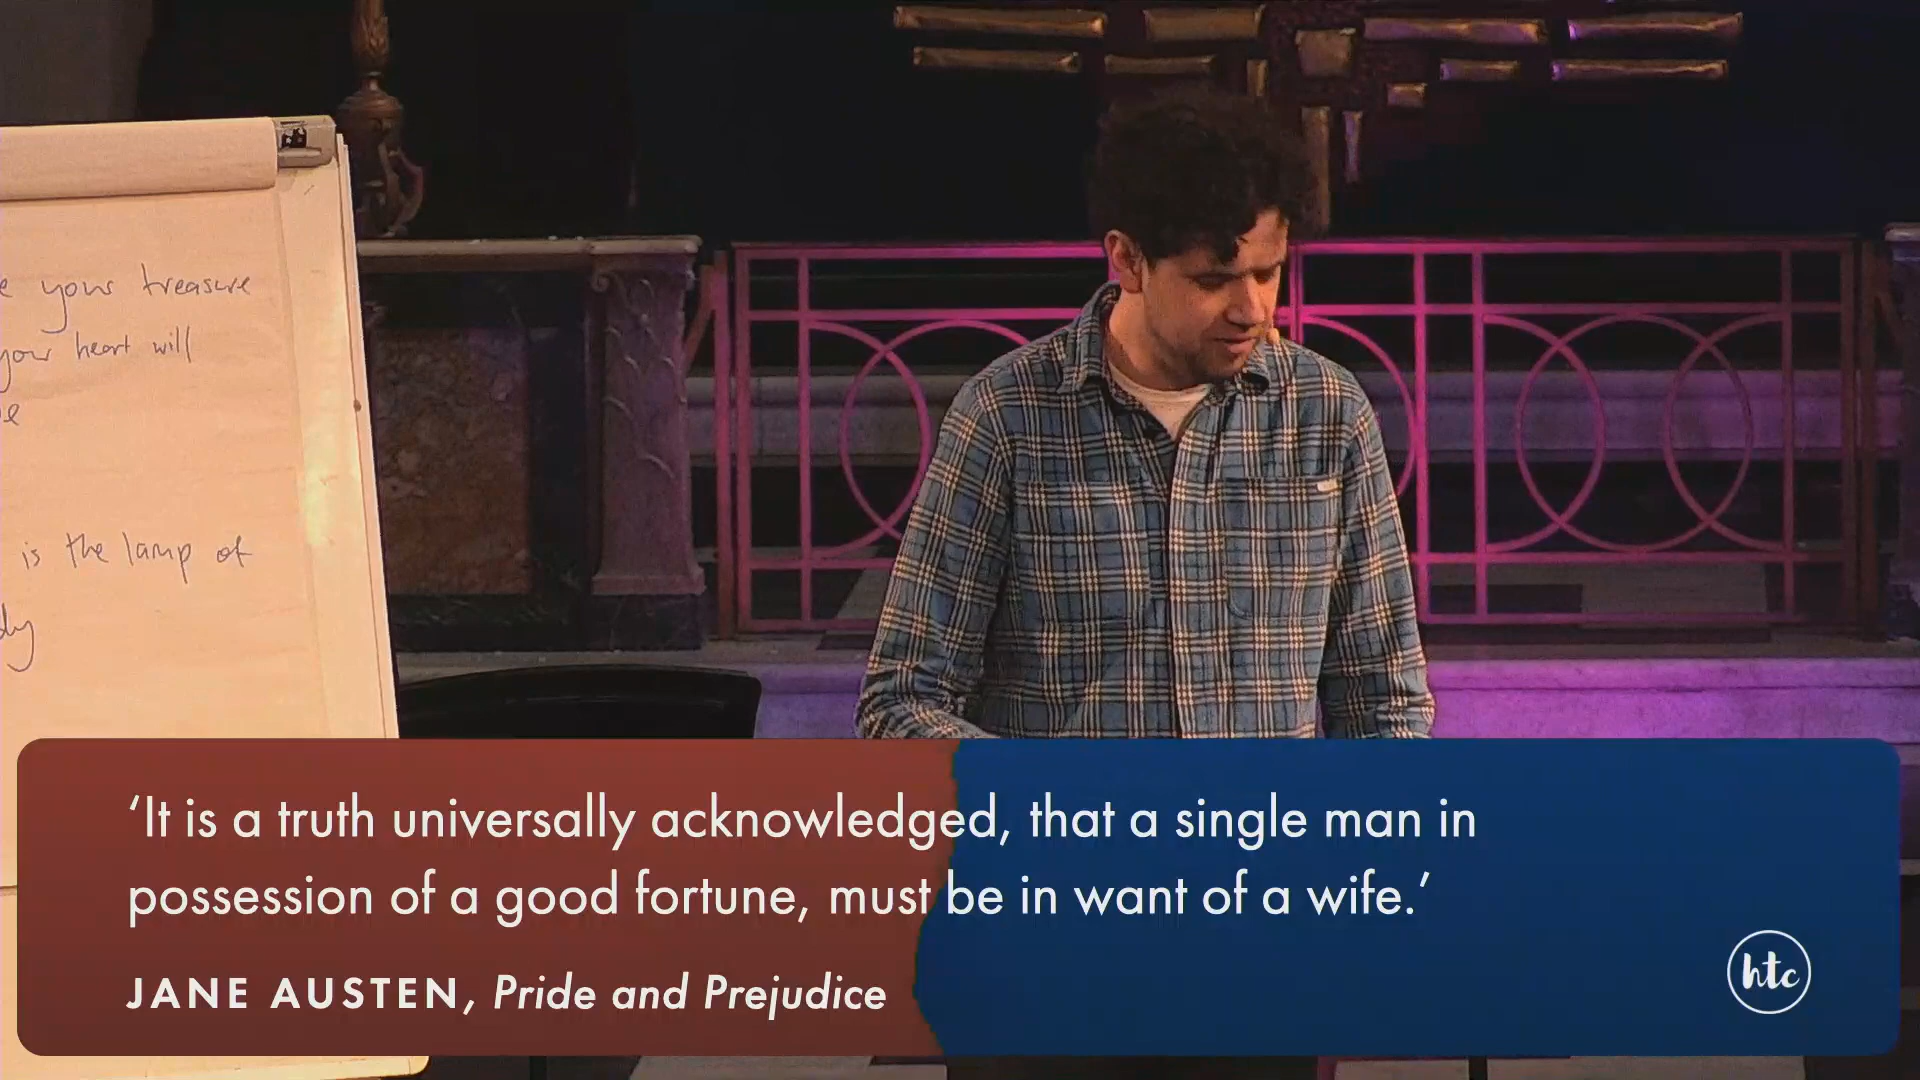 e your treasure
your heart will
is the lamp of
‘It is a truth universally acknowledged, that a single man in
possession of a good fortune, must be in want of a wife.’
JANE AUSTEN, Pride and Prejudice
htc